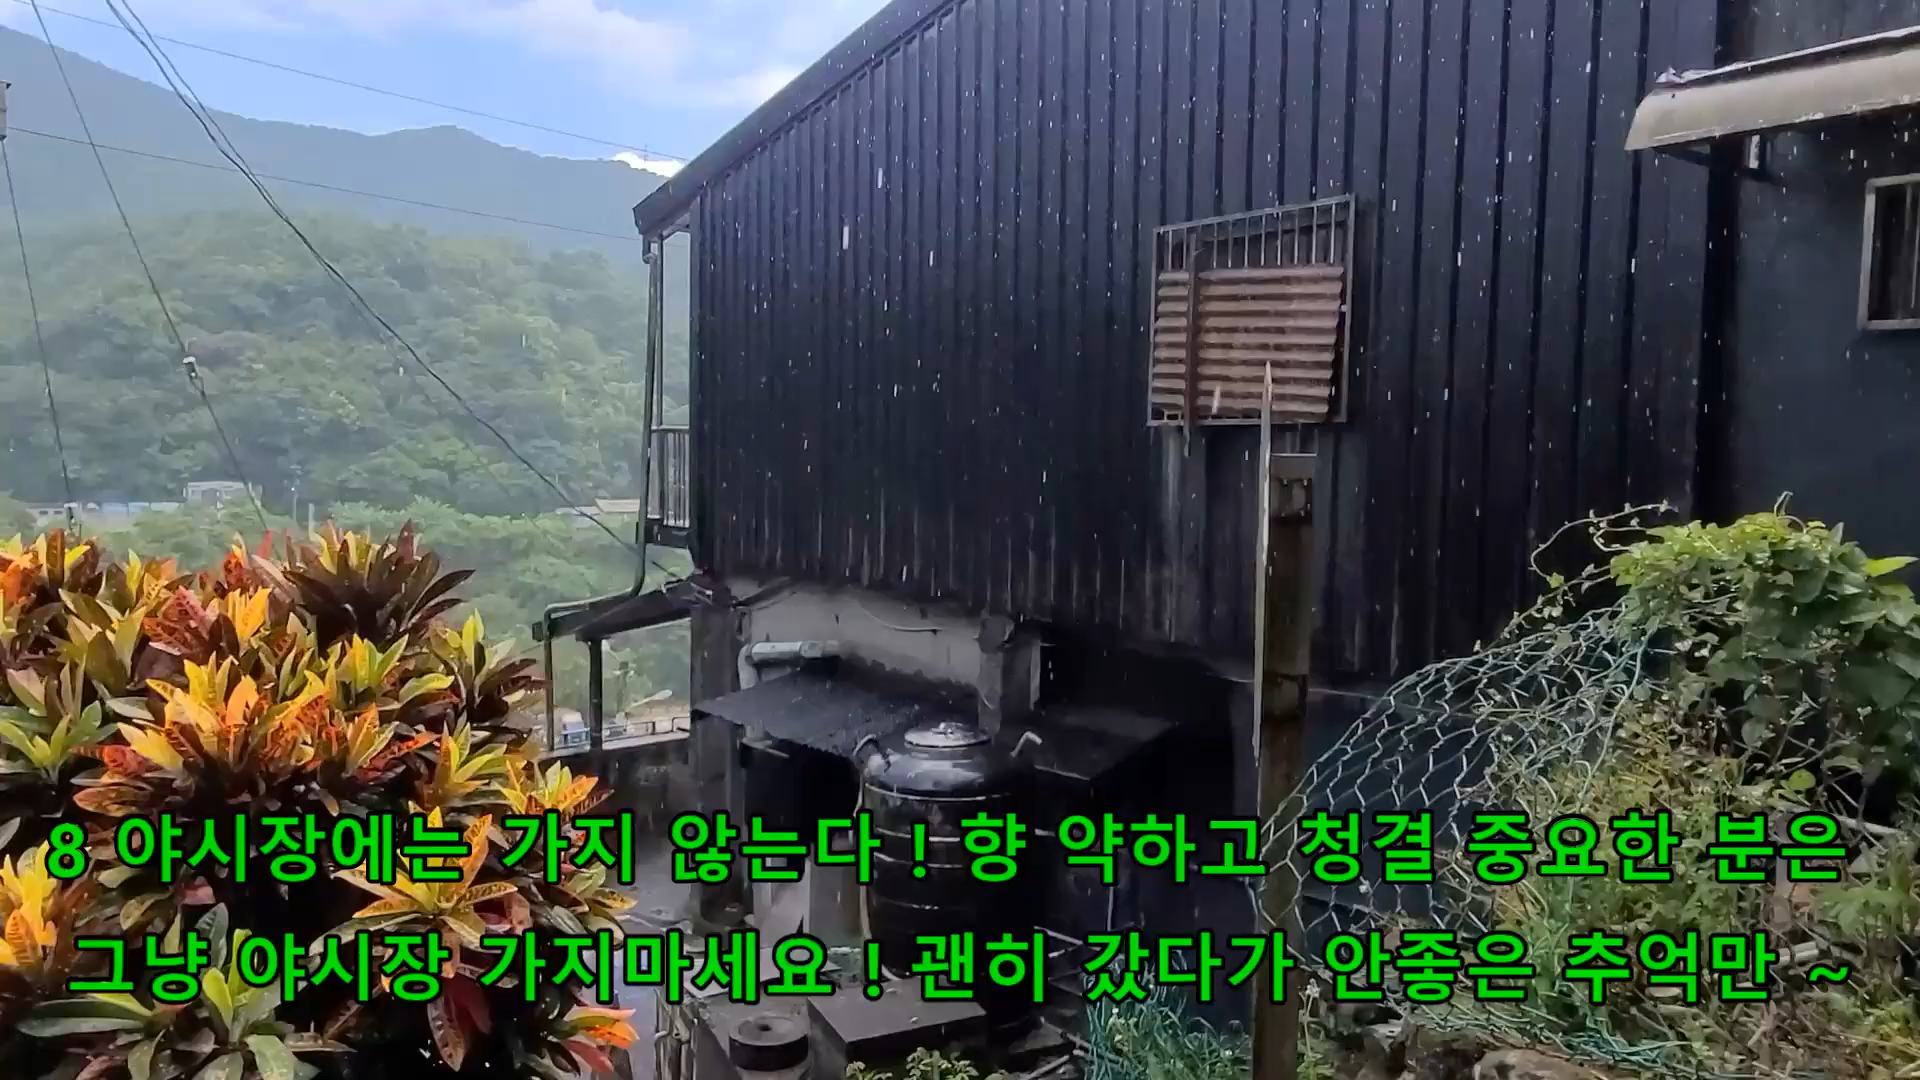 8 야시장에는 가지 않는다 ! 향 약하고 청결 중요한 분은
그냥 야시장 가지마세요 ! 괜히 갔다가 안좋은 추억만 ~